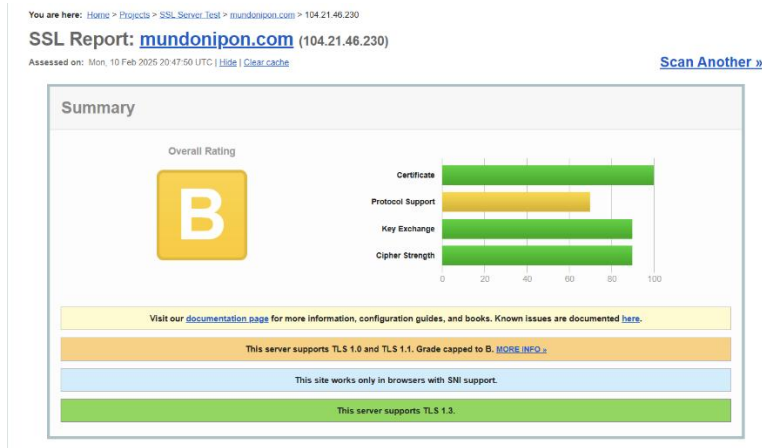 You are here: Home > Projects > SSL Server Test > mundonipon.com > 104.21.46.230
SSL Report: mundonipon.com (104.21.46.230)
Assessed on: Mon, 10 Feb 2025 20:47:50 UTC | Hide | Clear cache
Scan Another »
Summary
Overall Rating
B
Certificate
Protocol Support
Key Exchange
Cipher Strength
0 20 40 60 80 100
Visit our documentation page for more information, configuration guides, and books. Known issues are documented here.
This server supports TLS 1.0 and TLS 1.1. Grade capped to B. MORE INFO »
This site works only in browsers with SNI support.
This server supports TLS 1.3.